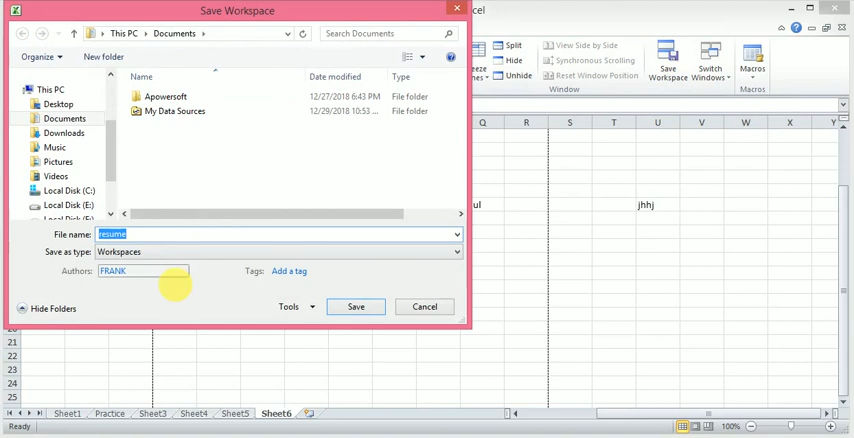 Save Workspace
cel
This PC
Documents
Search Documents
Organize
New folder
Name
Date modified
Type
This PC
Desktop
Documents
Downloads
Music
Pictures
Videos
Local Disk (C:)
Local Disk (E:)
Local Disk (F:)
Apowersoft
12/27/2018 6:43 PM
File folder
My Data Sources
12/29/2018 10:53 ...
File folder
File name:
resume
Save as type:
Workspaces
Authors:
FRANK
Tags:
Add a tag
Hide Folders
Tools
Save
Cancel
Split
Hide
Unhide
View Side by Side
Synchronous Scrolling
Reset Window Position
Save
Workspace
Switch
Windows
Macros
Window
Macros
Q R S T U V W X Y
ul
jhhj
20
21
22
23
24
25
Sheet1
Practice
Sheet3
Sheet4
Sheet5
Sheet6
Ready
100%